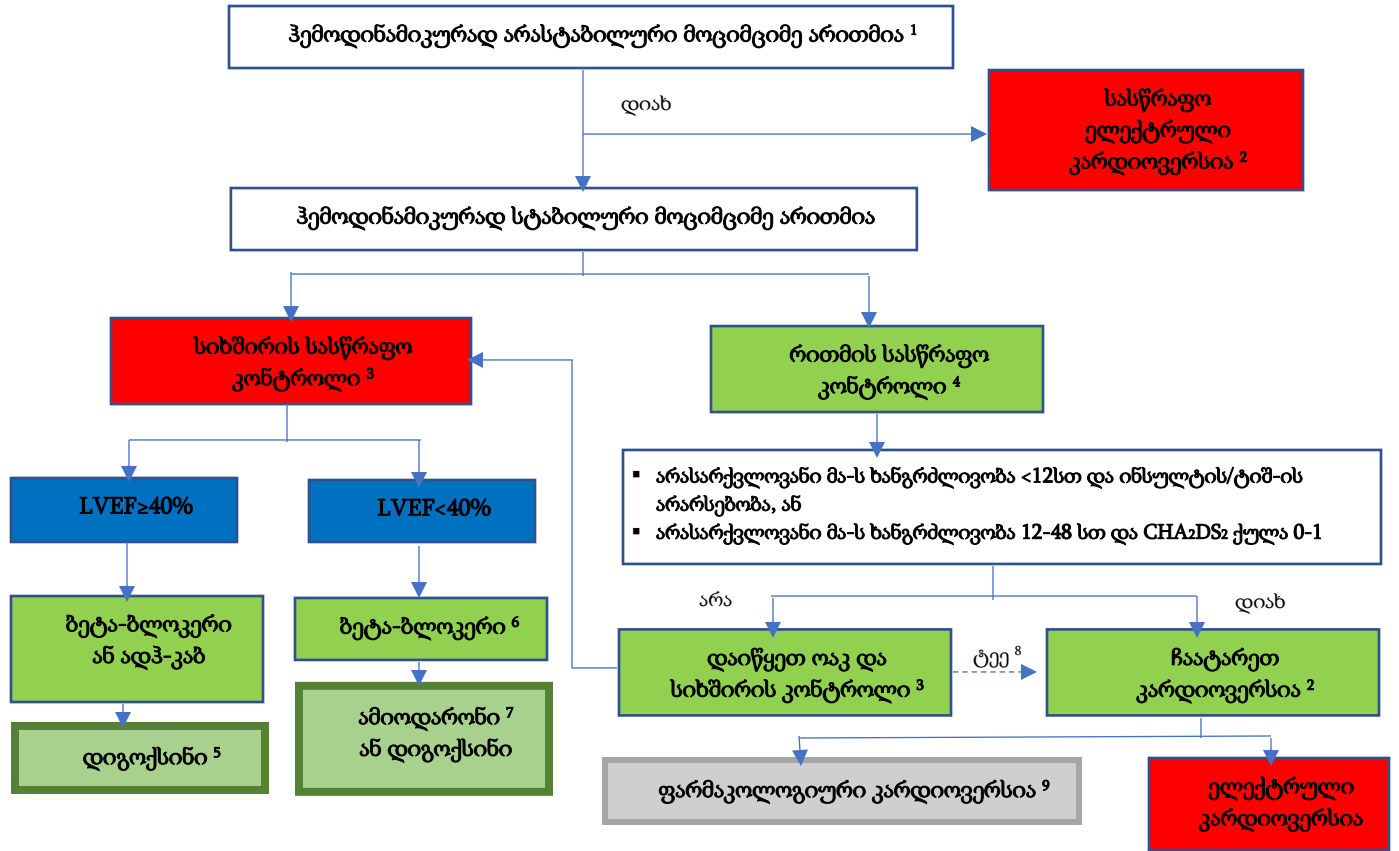 ჰემოდინამიკურად არასტაბილური მოციმციმე არითმია ¹
დიახ
სასწრაფო
ელექტრული
კარდიოვერსია ²
ჰემოდინამიკურად სტაბილური მოციმციმე არითმია
სიხშირის სასწრაფო
კონტროლი ³
რითმის სასწრაფო
კონტროლი ⁴
▪ არასარქვლოვანი მა-ს ხანგრძლივობა <12სთ და ინსულტის/ტიშ-ის
არარსებობა, ან
▪ არასარქვლოვანი მა-ს ხანგრძლივობა 12-48 სთ და CHA₂DS₂ ქულა 0-1
LVEF≥40%
LVEF<40%
არა
დიახ
ბეტა-ბლოკერი
ან ადჰ-კაბ
ბეტა-ბლოკერი ⁶
დაიწყეთ ოაკ და
სიხშირის კონტროლი ³
ტეე ⁸
ჩაატარეთ
კარდიოვერსია ²
დიგოქსინი ⁵
ამიოდარონი ⁷
ან დიგოქსინი
ფარმაკოლოგიური კარდიოვერსია ⁹
ელექტრული
კარდიოვერსია